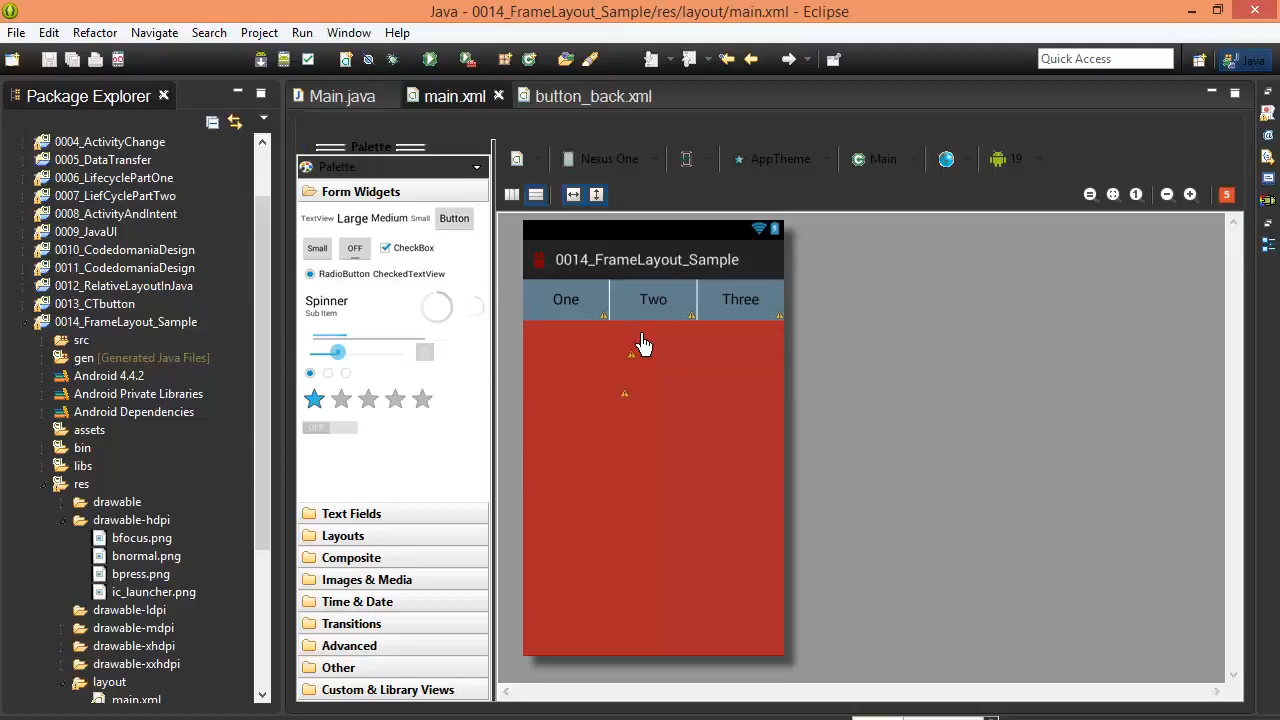 Java - 0014_FrameLayout_Sample/res/layout/main.xml - Eclipse
File Edit Refactor Navigate Search Project Run Window Help
Quick Access
Java
Package Explorer
Main.java
main.xml
button_back.xml
0004_ActivityChange
0005_DataTransfer
0006_LifecyclePartOne
0007_LiefCyclePartTwo
0008_ActivityAndIntent
0009_JavaUI
0010_CodedomaniaDesign
0011_CodedomaniaDesign
0012_RelativeLayoutInJava
0013_CTbutton
0014_FrameLayout_Sample
src
gen [Generated Java Files]
Android 4.4.2
Android Private Libraries
Android Dependencies
assets
bin
libs
res
drawable
drawable-hdpi
bfocus.png
bnormal.png
bpress.png
ic_launcher.png
drawable-ldpi
drawable-mdpi
drawable-xhdpi
drawable-xxhdpi
layout
main.xml
Palette
Palette
Form Widgets
TextView Large Medium Small Button
Small OFF CheckBox
RadioButton CheckedTextView
Spinner
Sub Item
OFF
Text Fields
Layouts
Composite
Images & Media
Time & Date
Transitions
Advanced
Other
Custom & Library Views
Nexus One
AppTheme
Main
19
1
5
0014_FrameLayout_Sample
One Two Three